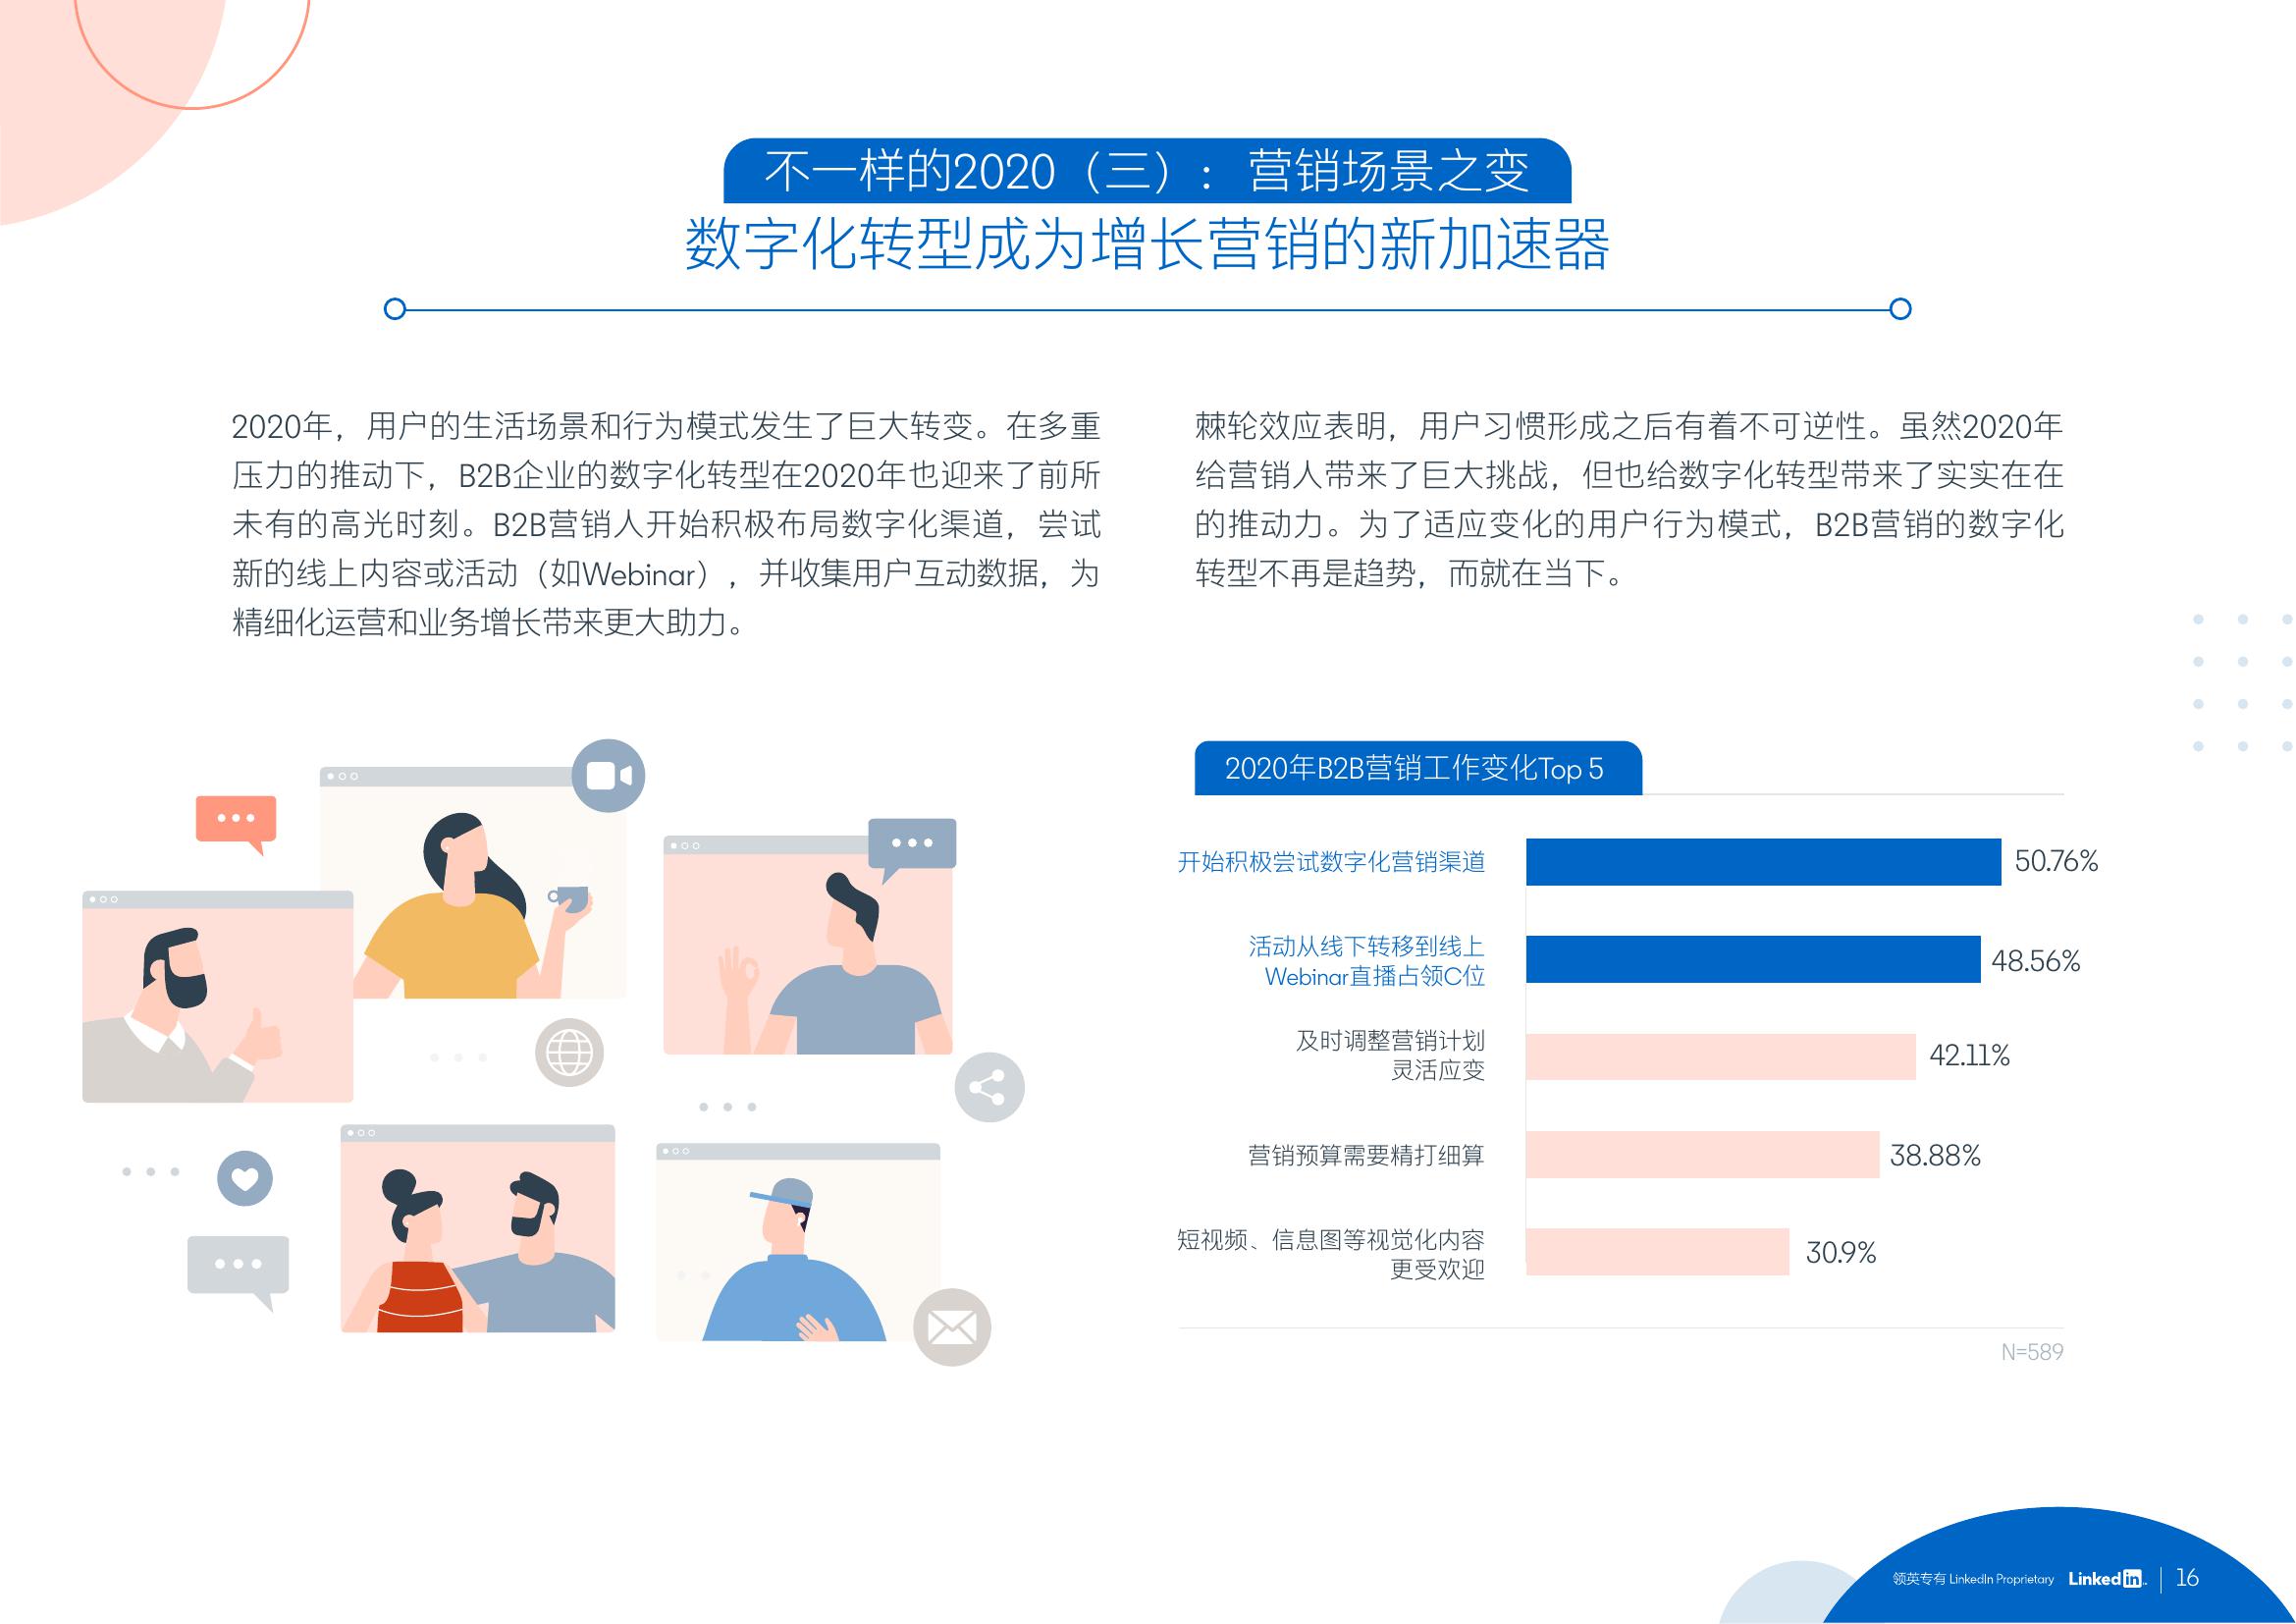 不一样的2020（三）： 营销场景之变
数字化转型成为增长营销的新加速器
2020年，用户的生活场景和行为模式发生了巨大转变。在多重
压力的推动下，B2B企业的数字化转型在2020年也迎来了前所
未有的高光时刻。B2B营销人开始积极布局数字化渠道，尝试
新的线上内容或活动（如Webinar），并收集用户互动数据，为
精细化运营和业务增长带来更大助力。
棘轮效应表明，用户习惯形成之后有着不可逆性。虽然2020年
给营销人带来了巨大挑战，但也给数字化转型带来了实实在在
的推动力。为了适应变化的用户行为模式，B2B营销的数字化
转型不再是趋势，而就在当下。
2020年B2B营销工作变化Top 5
开始积极尝试数字化营销渠道
50.76%
活动从线下转移到线上
Webinar直播占领C位
48.56%
及时调整营销计划
灵活应变
42.11%
营销预算需要精打细算
38.88%
短视频、信息图等视觉化内容
更受欢迎
30.9%
N=589
领英专有 LinkedIn Proprietary LinkedIn | 16